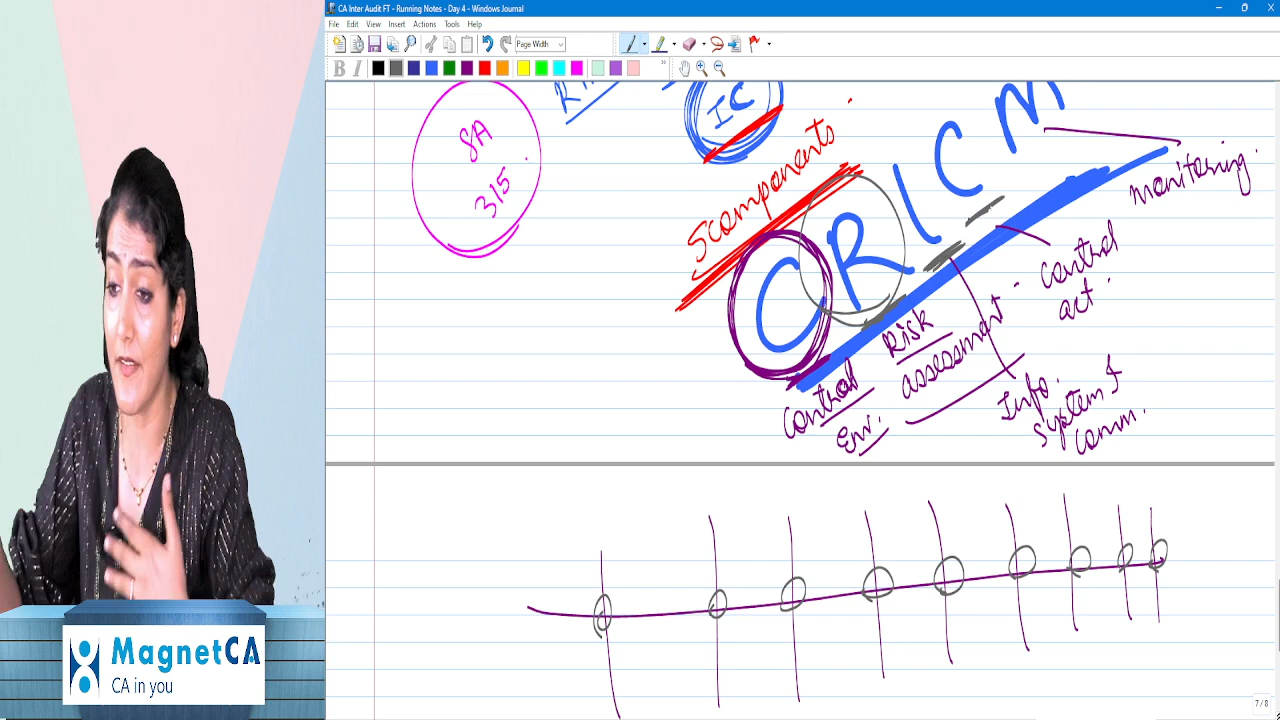 CA Inter Audit FT - Running Notes - Day 4 - Windows Journal
File Edit View Insert Actions Tools Help
Page Width
B I
SA
315
IC
5 components
C R I C M
Control
Env.
Risk
assessment
Info.
System &
Comm.
Control
act.
Monitoring
MagnetCA
CA in you
7/8